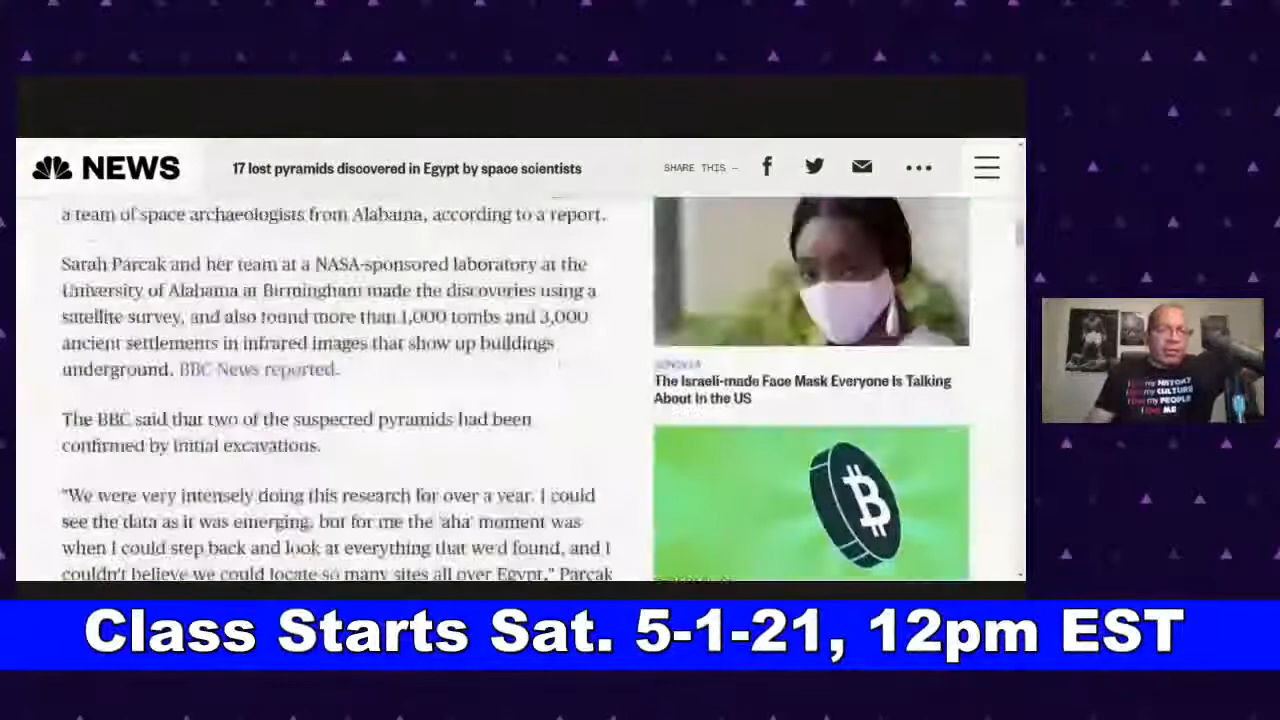 NEWS
17 lost pyramids discovered in Egypt by space scientists
SHARE THIS —
a team of space archaeologists from Alabama, according to a report.
Sarah Parcak and her team at a NASA-sponsored laboratory at the
University of Alabama at Birmingham made the discoveries using a
satellite survey, and also found more than 1,000 tombs and 3,000
ancient settlements in infrared images that show up buildings
underground, BBC News reported.
The BBC said that two of the suspected pyramids had been
confirmed by initial excavations.
"We were very intensely doing this research for over a year. I could
see the data as it was emerging, but for me the 'aha' moment was
when I could step back and look at everything that we'd found, and I
couldn't believe we could locate so many sites all over Egypt," Parcak
The Israeli-made Face Mask Everyone Is Talking
About In the US
my HISTORY
my CULTURE
my PEOPLE
ME
Class Starts Sat. 5-1-21, 12pm EST